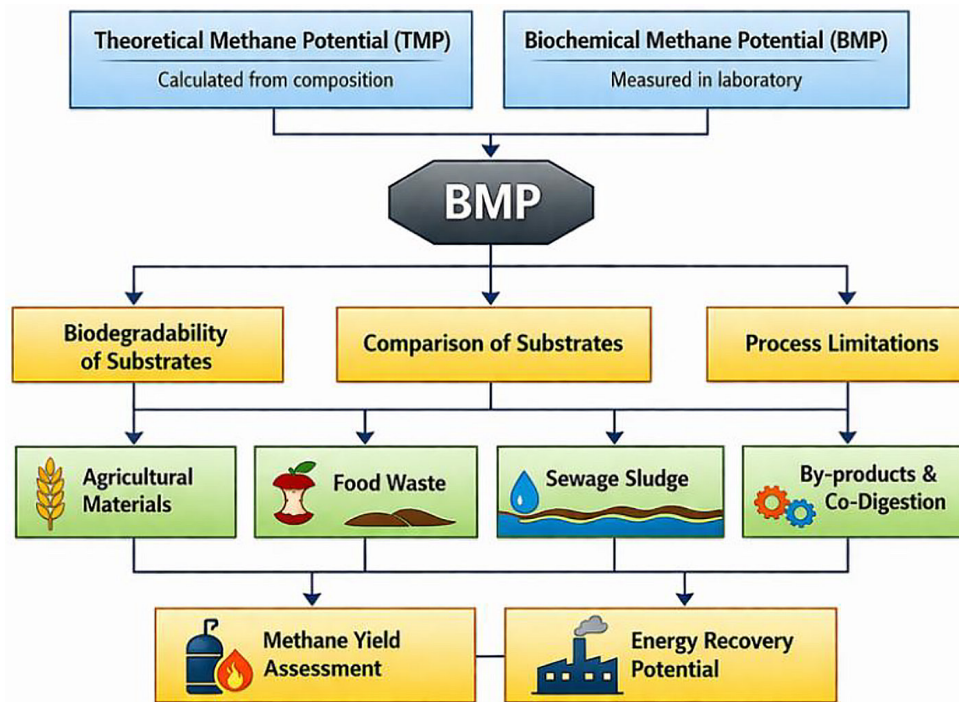 Theoretical Methane Potential (TMP)
Calculated from composition
Biochemical Methane Potential (BMP)
Measured in laboratory
BMP
Biodegradability
of Substrates
Comparison of Substrates
Process Limitations
Agricultural
Materials
Food Waste
Sewage Sludge
By-products &
Co-Digestion
Methane Yield
Assessment
Energy Recovery
Potential